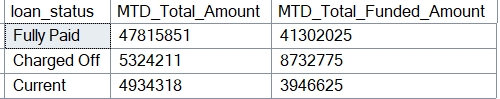 loan_status MTD_Total_Amount MTD_Total_Funded_Amount
Fully Paid 47815851 41302025
Charged Off 5324211 8732775
Current 4934318 3946625